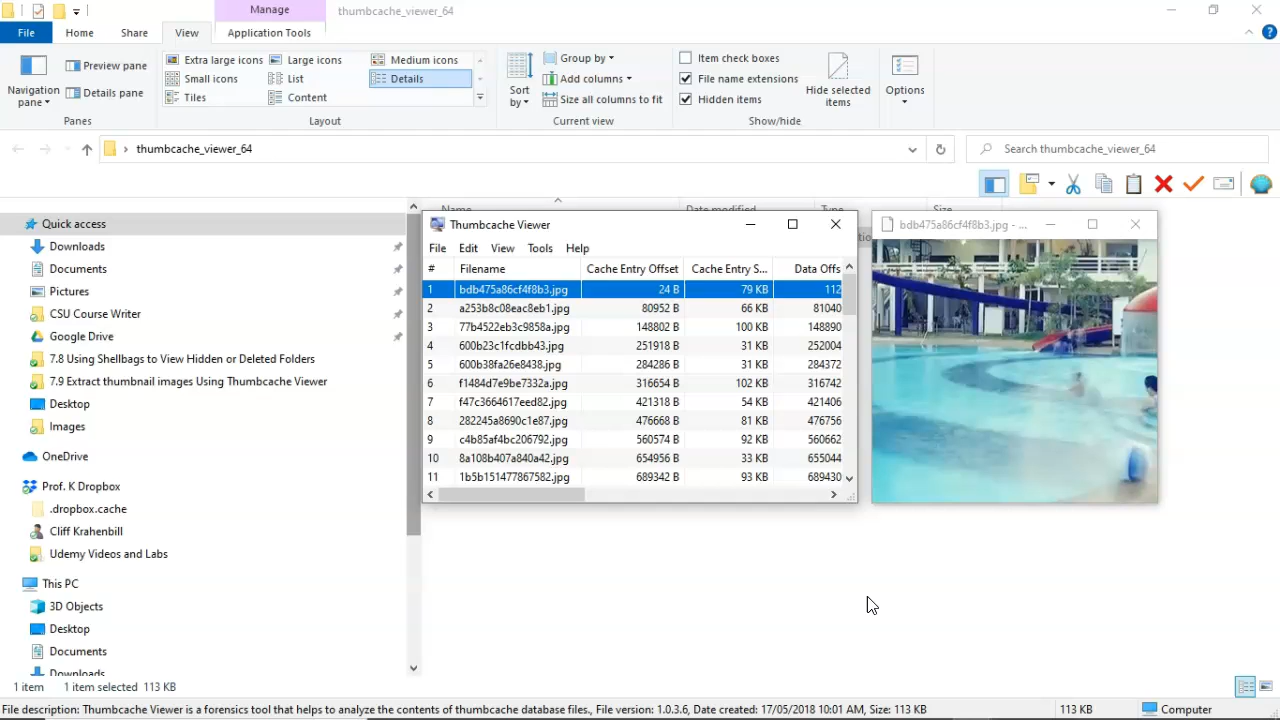 Manage thumbcache_viewer_64
File Home Share View Application Tools
Preview pane
Details pane
Navigation pane
Panes
Extra large icons Large icons Medium icons
Small icons List Details
Tiles Content
Layout
Sort by
Group by
Add columns
Size all columns to fit
Current view
Item check boxes
File name extensions
Hidden items
Hide selected items
Show/hide
Options
thumbcache_viewer_64
Search thumbcache_viewer_64
Name Date modified Type Size
Quick access
Downloads
Documents
Pictures
CSU Course Writer
Google Drive
7.8 Using Shellbags to View Hidden or Deleted Folders
7.9 Extract thumbnail images Using Thumbcache Viewer
Desktop
Images
OneDrive
Prof. K Dropbox
.dropbox.cache
Cliff Krahenbill
Udemy Videos and Labs
This PC
3D Objects
Desktop
Documents
Downloads
Thumbcache Viewer
File Edit View Tools Help
# Filename Cache Entry Offset Cache Entry S... Data Offs
1 bdb475a86cf4f8b3.jpg 24 B 79 KB 112
2 a253b8c08eac8eb1.jpg 80952 B 66 KB 81040
3 77b4522eb3c9858a.jpg 148802 B 100 KB 148890
4 600b23c1fcdbb43.jpg 251918 B 31 KB 252004
5 600b38fa26e8438.jpg 284286 B 31 KB 284372
6 f1484d7e9be7332a.jpg 316654 B 102 KB 316742
7 f47c3664617eed82.jpg 421318 B 54 KB 421406
8 282245a8690c1e87.jpg 476668 B 81 KB 476756
9 c4b85af4bc206792.jpg 560574 B 92 KB 560662
10 8a108b407a840a42.jpg 654956 B 33 KB 655044
11 1b5b151477867582.jpg 689342 B 93 KB 689430
bdb475a86cf4f8b3.jpg - ...
1 item 1 item selected 113 KB
File description: Thumbcache Viewer is a forensics tool that helps to analyze the contents of thumbcache database files., File version: 1.0.3.6, Date created: 17/05/2018 10:01 AM, Size: 113 KB 113 KB Computer